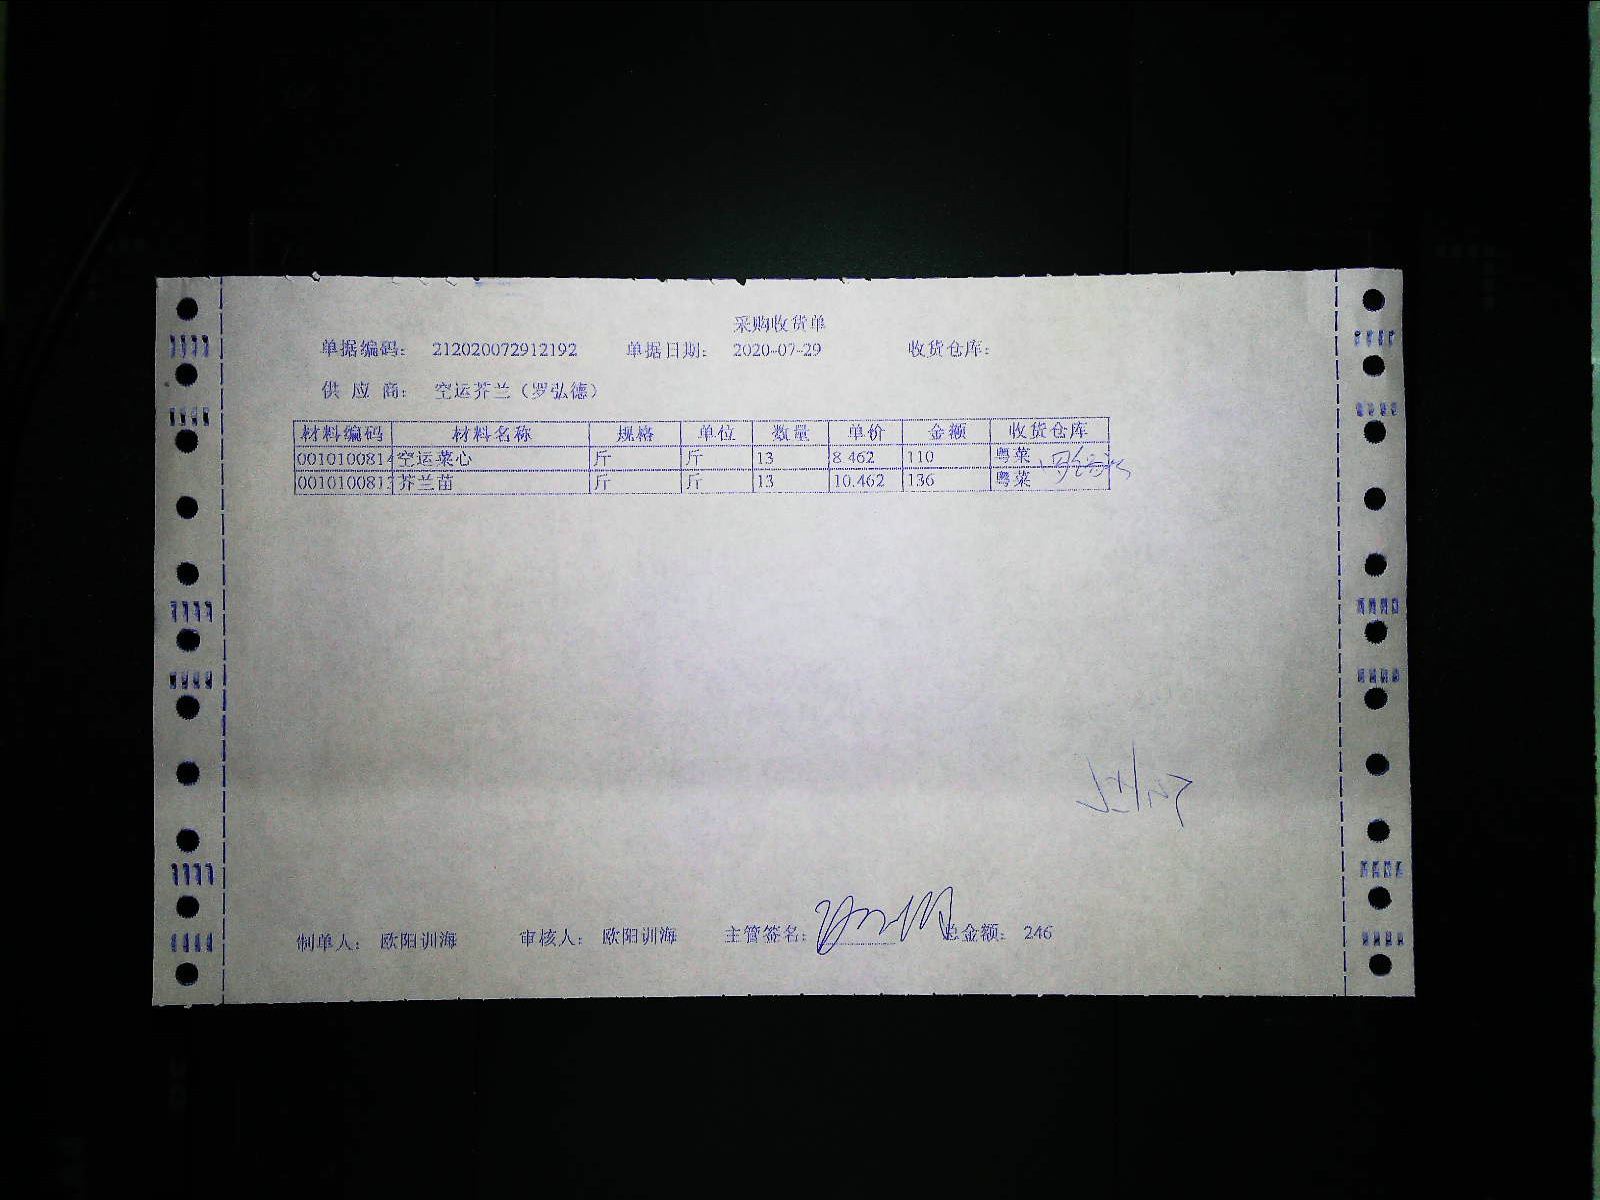 采购收货单
单据编码： 212020072912192 单据日期： 2020-07-29 收货仓库：
供 应 商： 空运芥兰（罗弘德）
材料编码 材料名称 规格 单位 数量 单价 金额 收货仓库
0010100814 空运菜心 斤 斤 13 8.462 110 粤菜
001010081 芥兰苗 斤 斤 13 10.462 136 粤菜
制单人： 欧阳训海 审核人： 欧阳训海 主管签名： 总金额： 246